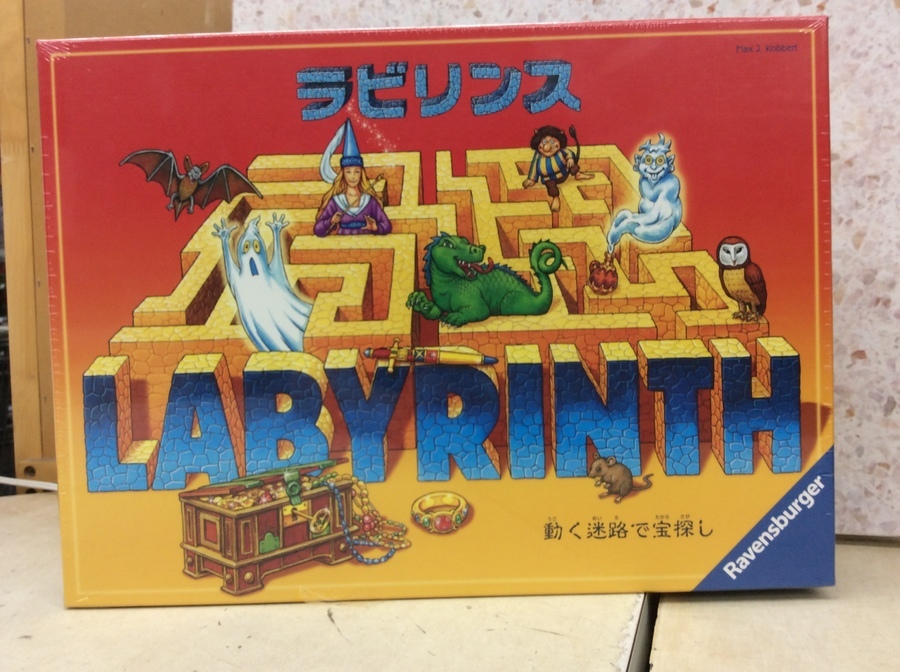 Max J. Kobbert
ラビリンス
LABYRINTH
動く迷路で宝探し
Ravensburger